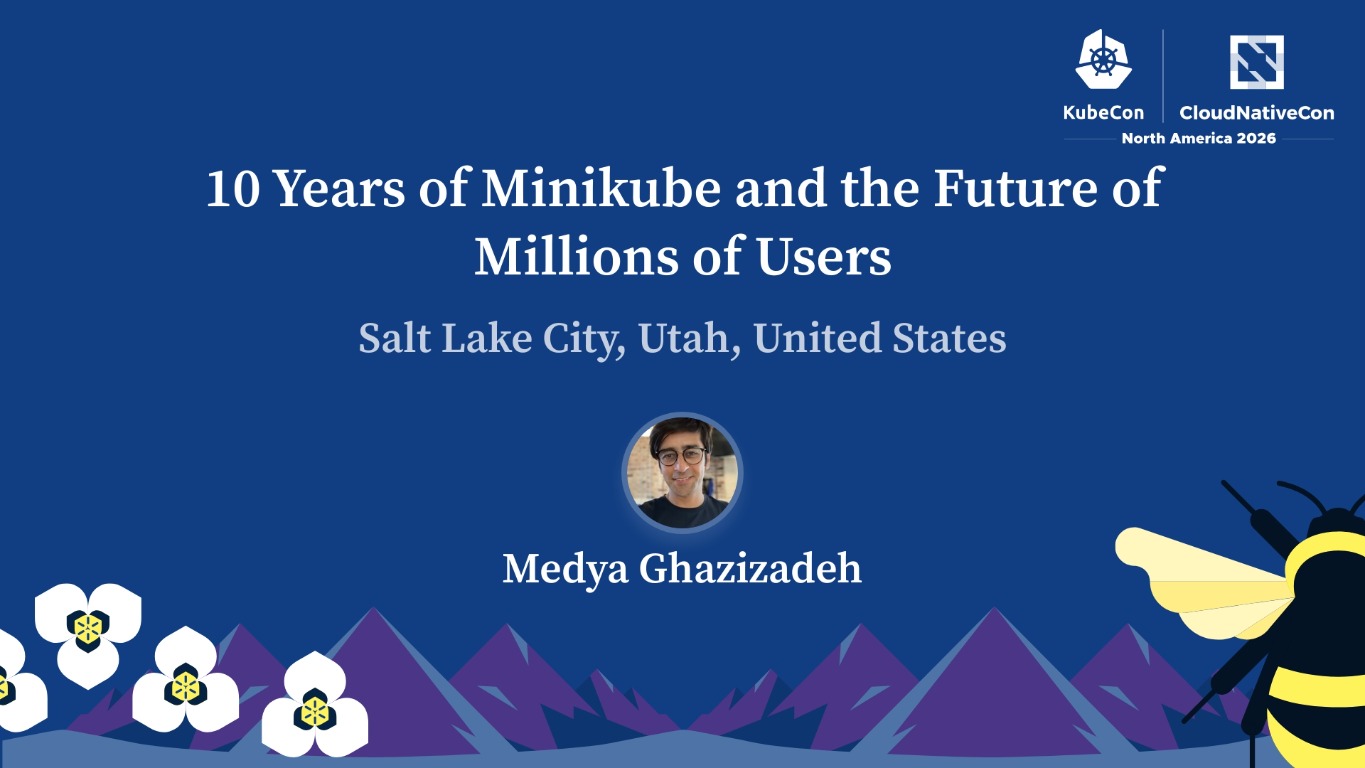 KubeCon
CloudNativeCon
North America 2026
10 Years of Minikube and the Future of
Millions of Users
Salt Lake City, Utah, United States
Medya Ghazizadeh